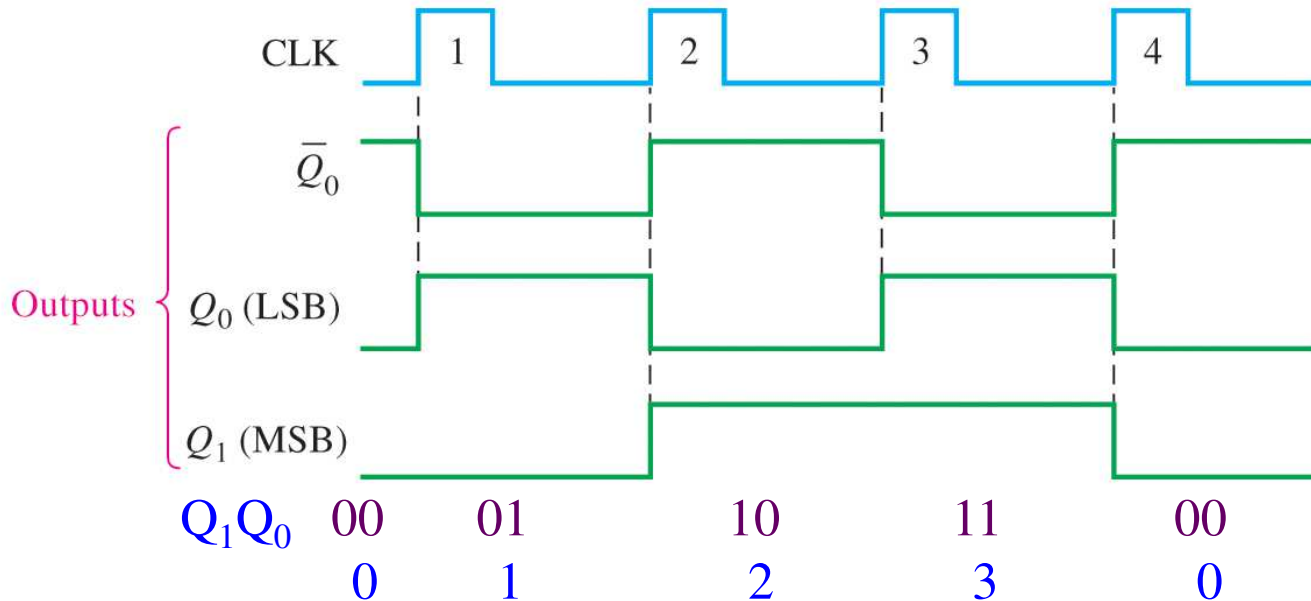 CLK 1 2 3 4
Q̅₀
Outputs Q₀ (LSB)
Q₁ (MSB)
Q₁Q₀ 00 01 10 11 00
0 1 2 3 0